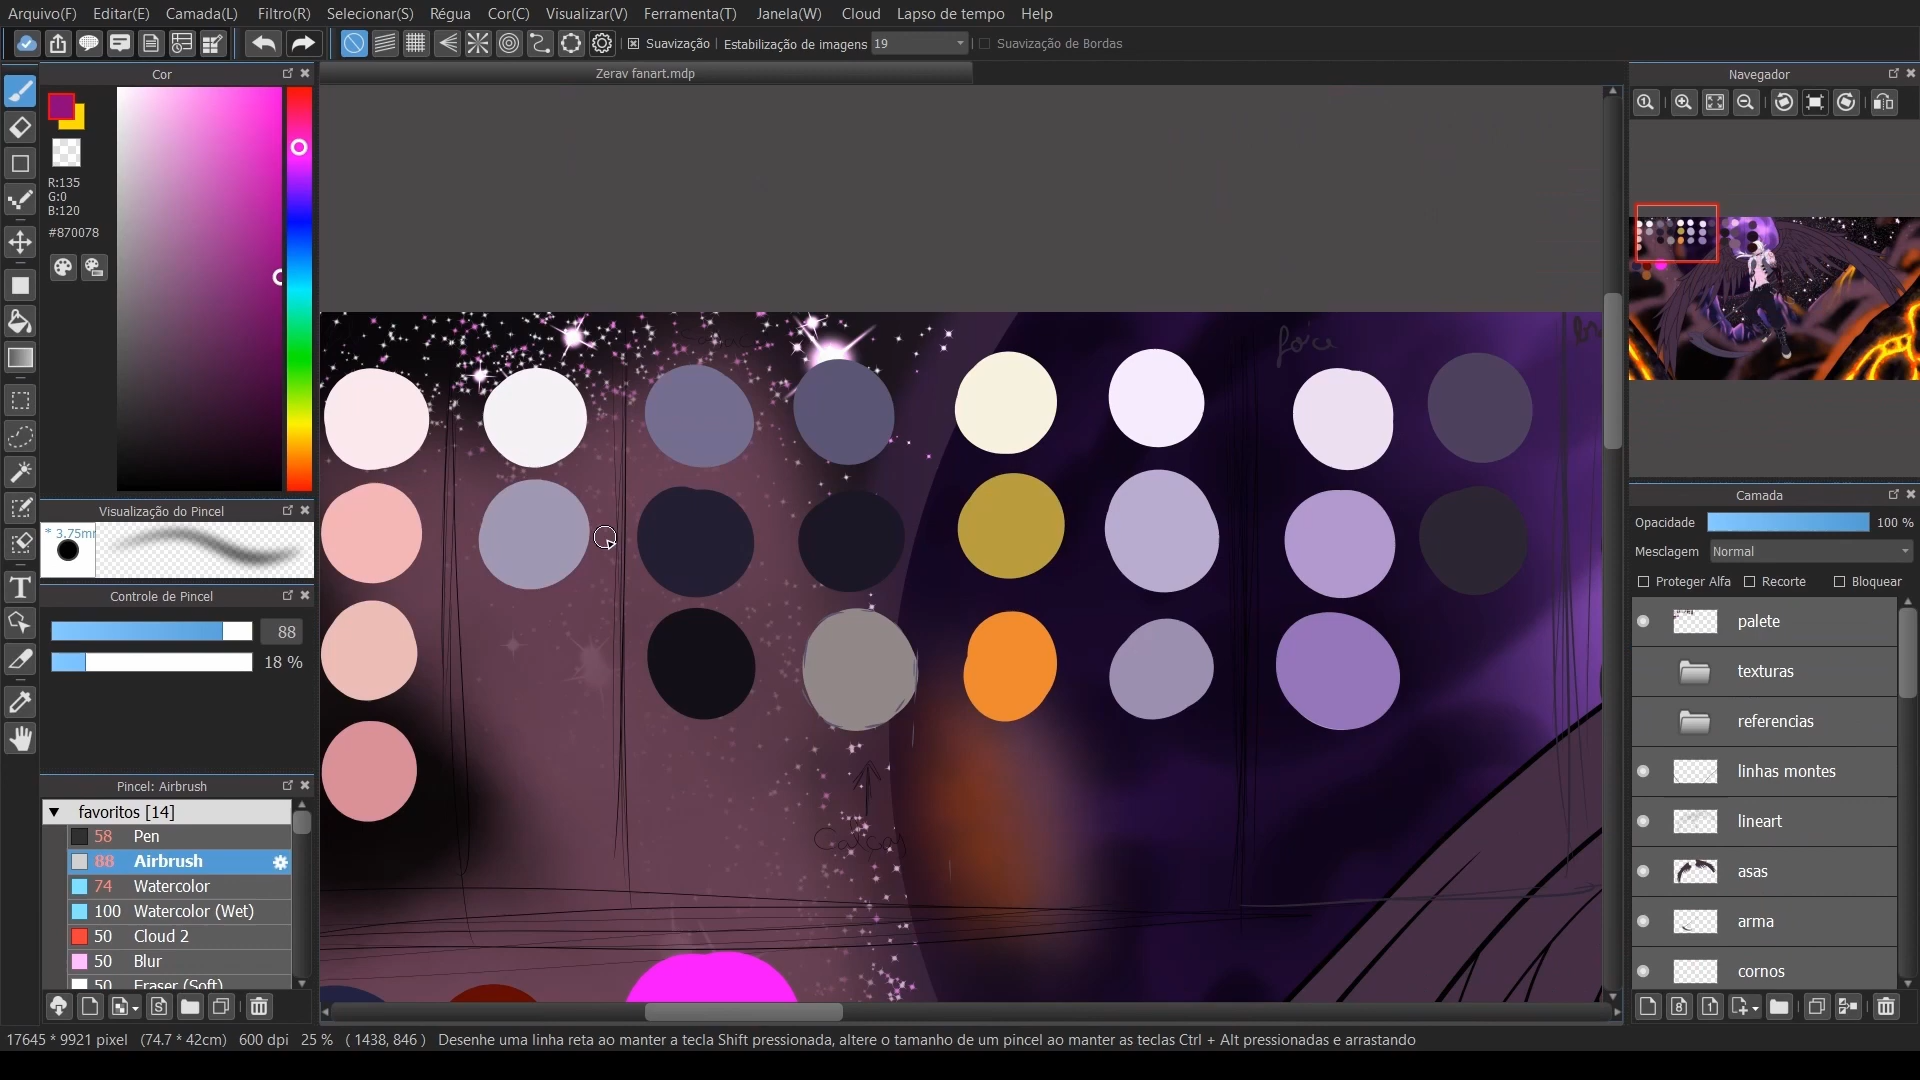 Arquivo(F) Editar(E) Camada(L) Filtro(R) Selecionar(S) Régua Cor(C) Visualizar(V) Ferramenta(T) Janela(W) Cloud Lapso de tempo Help
Suavização Estabilização de imagens 19 Suavização de Bordas
Cor
Zerav fanart.mdp
Navegador
R:135
G:0
B:120
#870078
Visualização do Pincel
* 3.75m
Controle de Pincel
88
18 %
Pincel: Airbrush
favoritos [14]
58 Pen
88 Airbrush
74 Watercolor
100 Watercolor (Wet)
50 Cloud 2
50 Blur
50 Eraser (Soft)
Camada
Opacidade 100 %
Mesclagem Normal
Proteger Alfa Recorte Bloquear
palete
texturas
referencias
linhas montes
lineart
asas
arma
cornos
17645 * 9921 pixel (74.7 * 42cm) 600 dpi 25 % ( 1438, 846 ) Desenhe uma linha reta ao manter a tecla Shift pressionada, altere o tamanho de um pincel ao manter as teclas Ctrl + Alt pressionadas e arrastando